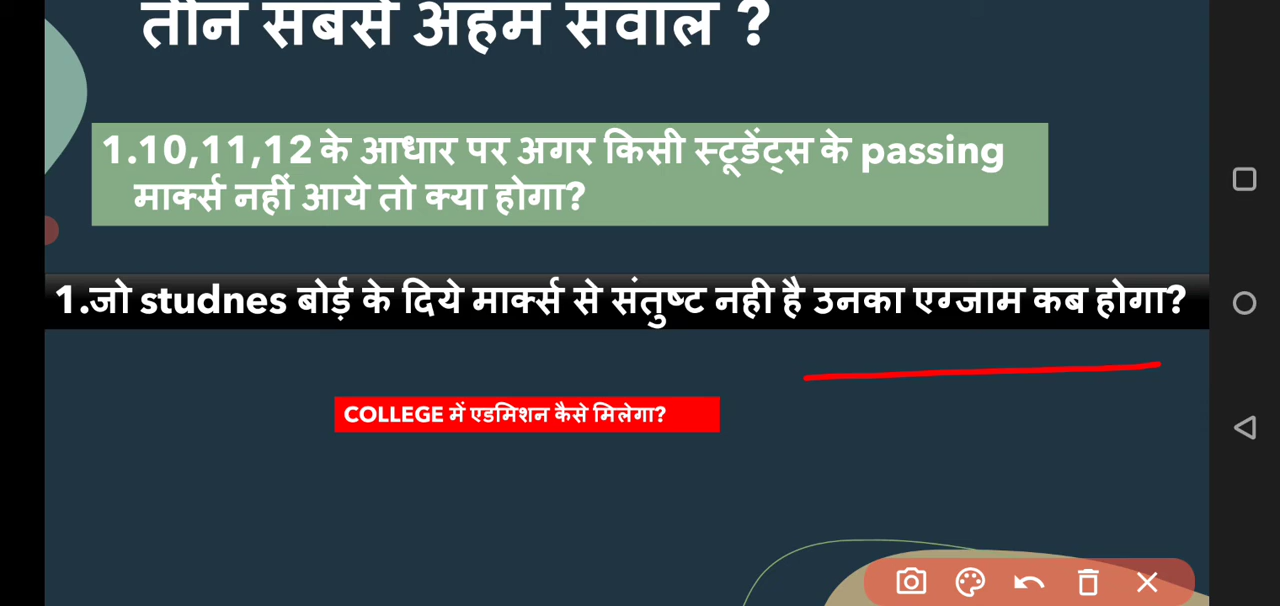 तीन सबसे अहम सवाल ?
1.10,11,12 के आधार पर अगर किसी स्टूडेंट्स के passing
मार्क्स नहीं आये तो क्या होगा?
1.जो studnes बोर्ड़ के दिये मार्क्स से संतुष्ट नही है उनका एग्जाम कब होगा?
COLLEGE में एडमिशन कैसे मिलेगा?